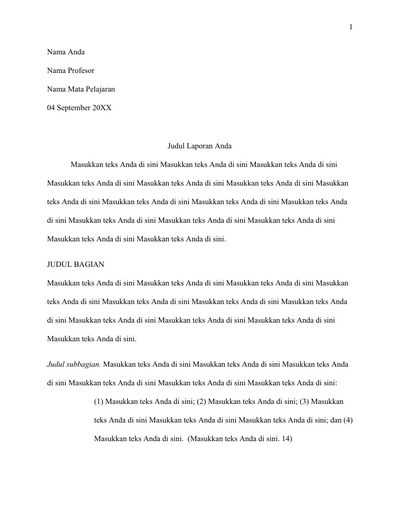 1
Nama Anda
Nama Profesor
Nama Mata Pelajaran
04 September 20XX
Judul Laporan Anda
Masukkan teks Anda di sini Masukkan teks Anda di sini Masukkan teks Anda di sini
Masukkan teks Anda di sini Masukkan teks Anda di sini Masukkan teks Anda di sini Masukkan
teks Anda di sini Masukkan teks Anda di sini Masukkan teks Anda di sini Masukkan teks Anda
di sini Masukkan teks Anda di sini Masukkan teks Anda di sini Masukkan teks Anda di sini
Masukkan teks Anda di sini Masukkan teks Anda di sini.
JUDUL BAGIAN
Masukkan teks Anda di sini Masukkan teks Anda di sini Masukkan teks Anda di sini Masukkan
teks Anda di sini Masukkan teks Anda di sini Masukkan teks Anda di sini Masukkan teks Anda
di sini Masukkan teks Anda di sini Masukkan teks Anda di sini Masukkan teks Anda di sini
Masukkan teks Anda di sini.
Judul subbagian. Masukkan teks Anda di sini Masukkan teks Anda di sini Masukkan teks Anda
di sini Masukkan teks Anda di sini Masukkan teks Anda di sini Masukkan teks Anda di sini:
(1) Masukkan teks Anda di sini; (2) Masukkan teks Anda di sini; (3) Masukkan
teks Anda di sini Masukkan teks Anda di sini Masukkan teks Anda di sini; dan (4)
Masukkan teks Anda di sini. (Masukkan teks Anda di sini. 14)